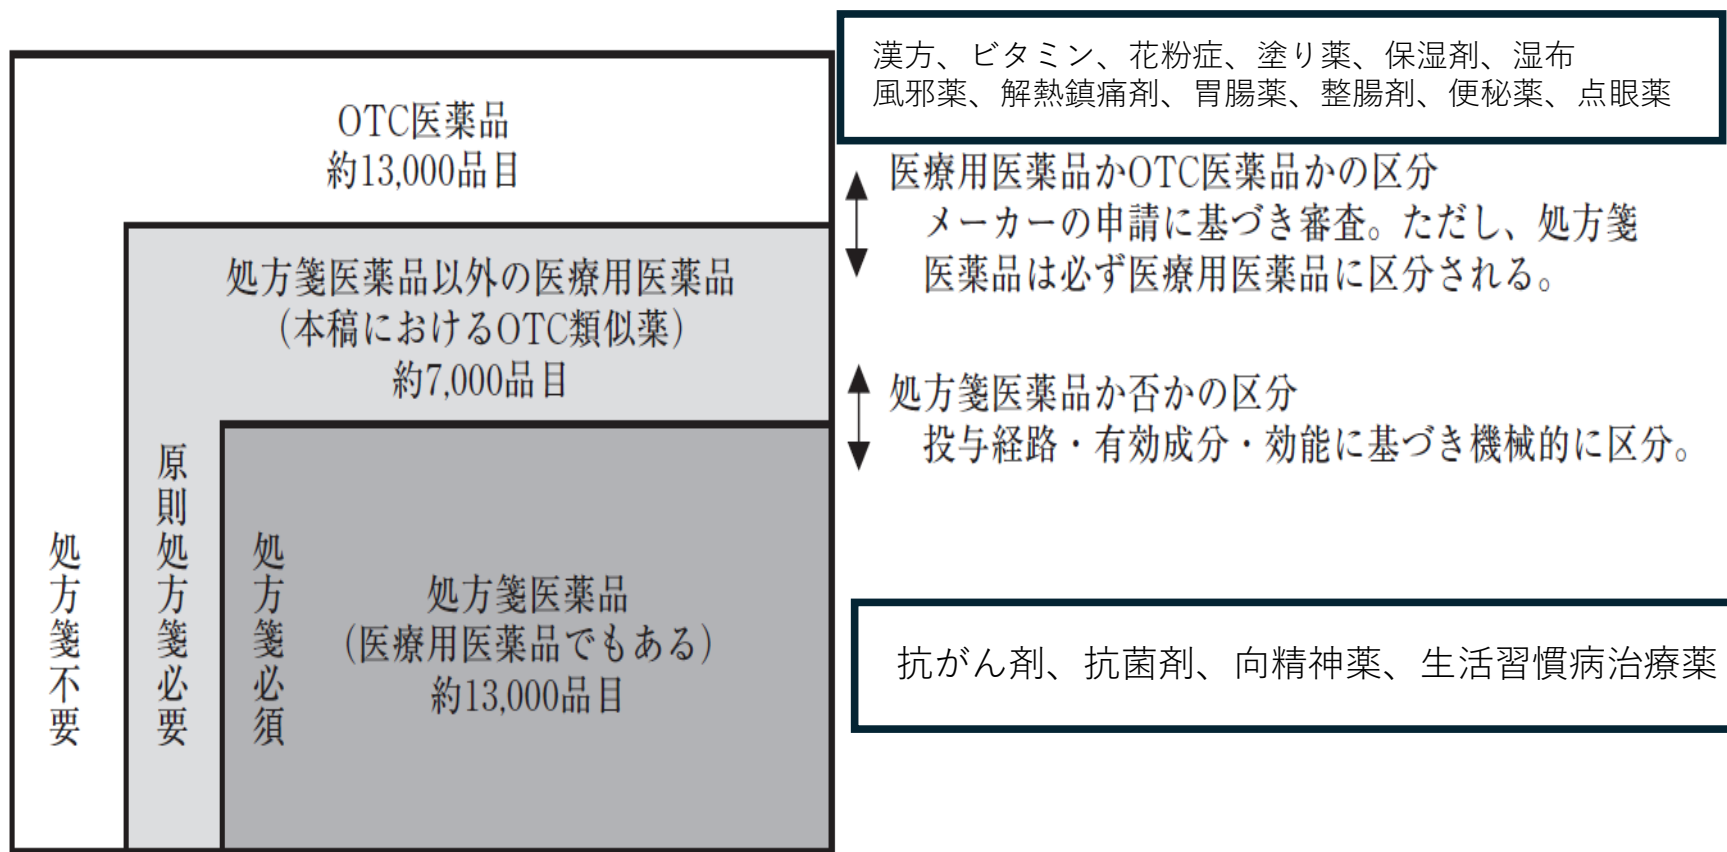 漢方、ビタミン、花粉症、塗り薬、保湿剤、湿布
風邪薬、解熱鎮痛剤、胃腸薬、整腸剤、便秘薬、点眼薬
OTC医薬品
約13,000品目
医療用医薬品かOTC医薬品かの区分
メーカーの申請に基づき審査。ただし、処方箋
医薬品は必ず医療用医薬品に区分される。
処方箋医薬品以外の医療用医薬品
（本稿におけるOTC類似薬）
約7,000品目
処方箋医薬品か否かの区分
投与経路・有効成分・効能に基づき機械的に区分。
処方箋不要
原則処方箋必要
処方箋必須
処方箋医薬品
（医療用医薬品でもある）
約13,000品目
抗がん剤、抗菌剤、向精神薬、生活習慣病治療薬